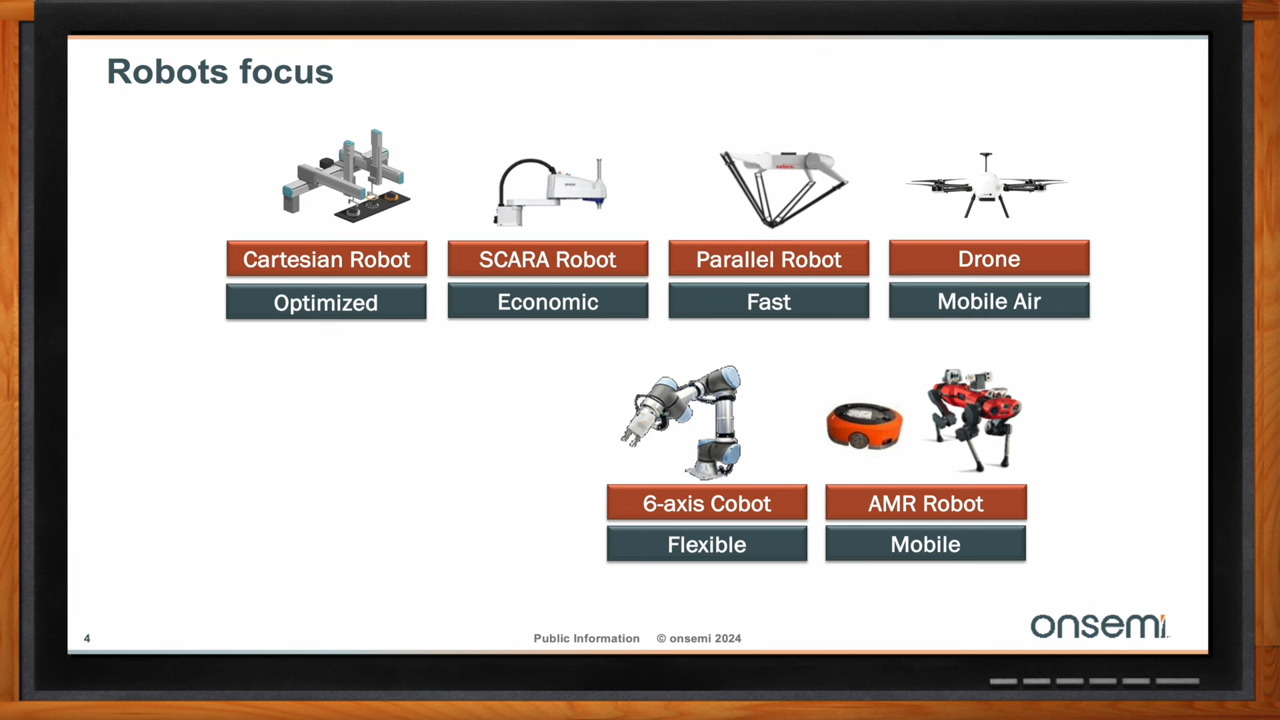 Robots focus
Cartesian Robot
SCARA Robot
Parallel Robot
Drone
Optimized
Economic
Fast
Mobile Air
6-axis Cobot
AMR Robot
Flexible
Mobile
4
Public Information © onsemi 2024
onsemi